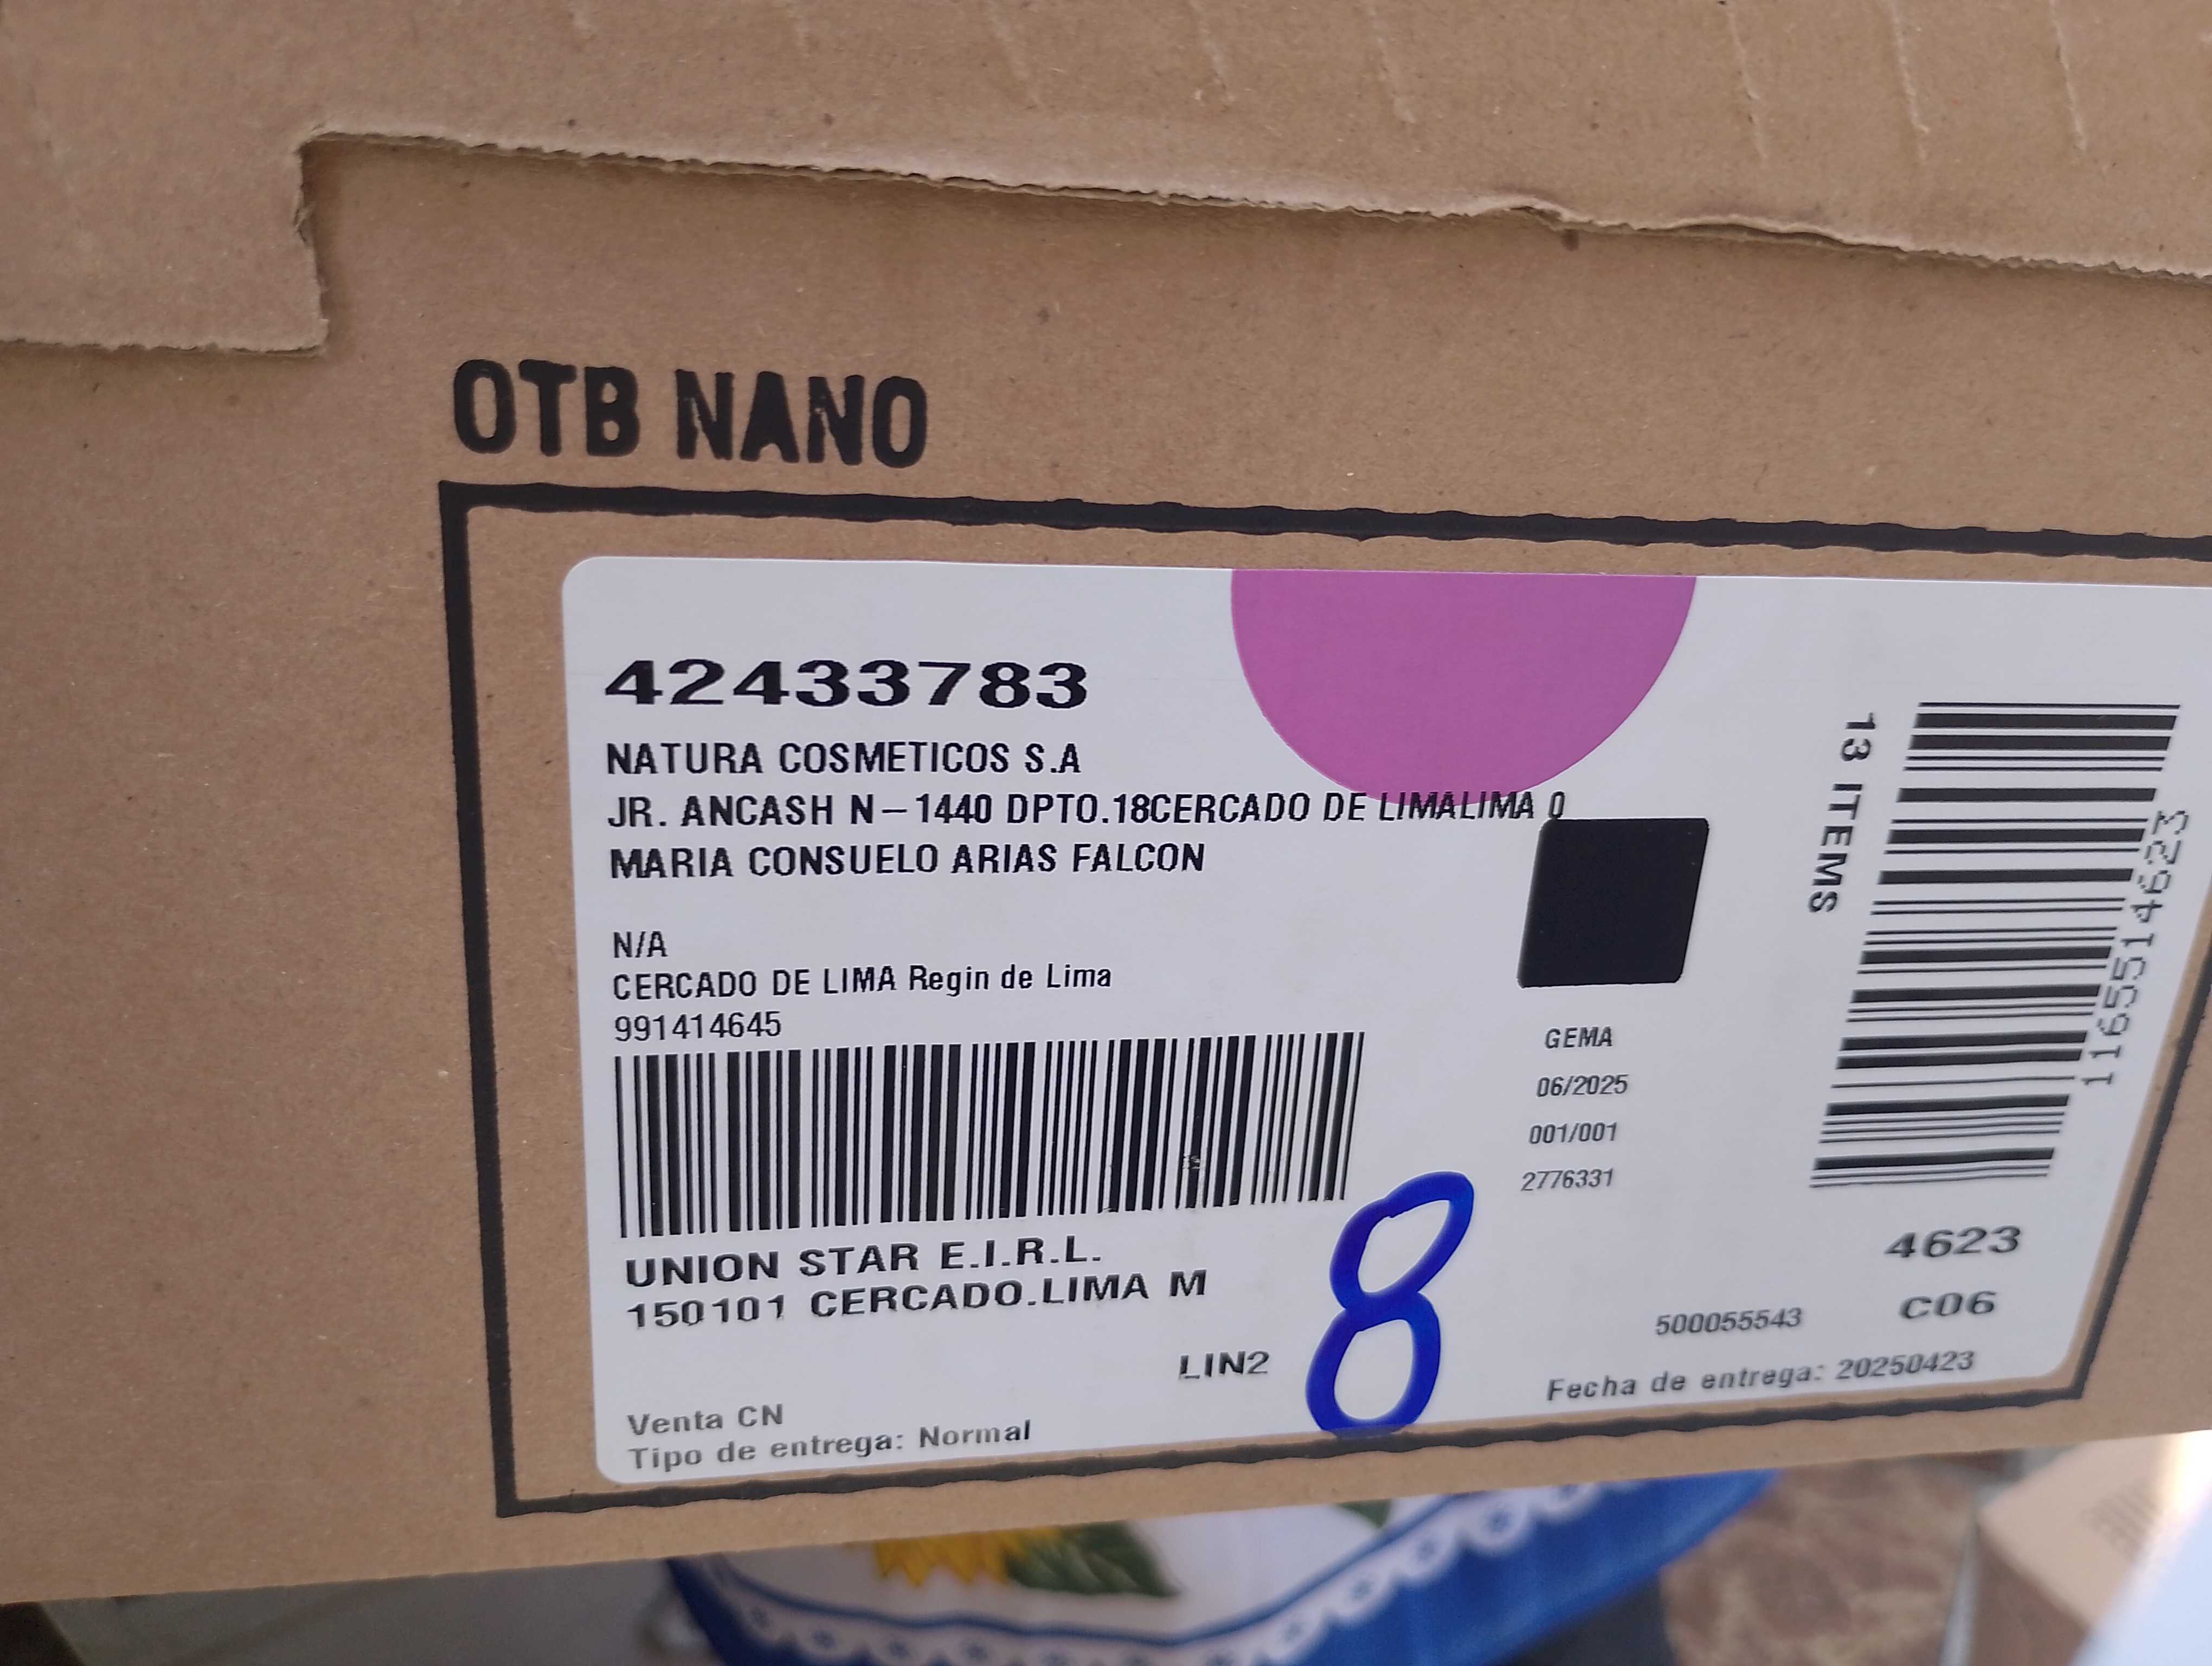 OTB NANO
42433783
NATURA COSMETICOS S.A
JR. ANCASH N-1440 DPTO.18CERCADO DE LIMALIMA 0
MARIA CONSUELO ARIAS FALCON
N/A
CERCADO DE LIMA Regin de Lima
991414645
UNION STAR E.I.R.L.
150101 CERCADO.LIMA M
LIN2
8
Venta CN
Tipo de entrega: Normal
GEMA
06/2025
001/001
2776331
13 ITEMS
1165514623
4623
C06
500055543
Fecha de entrega: 20250423